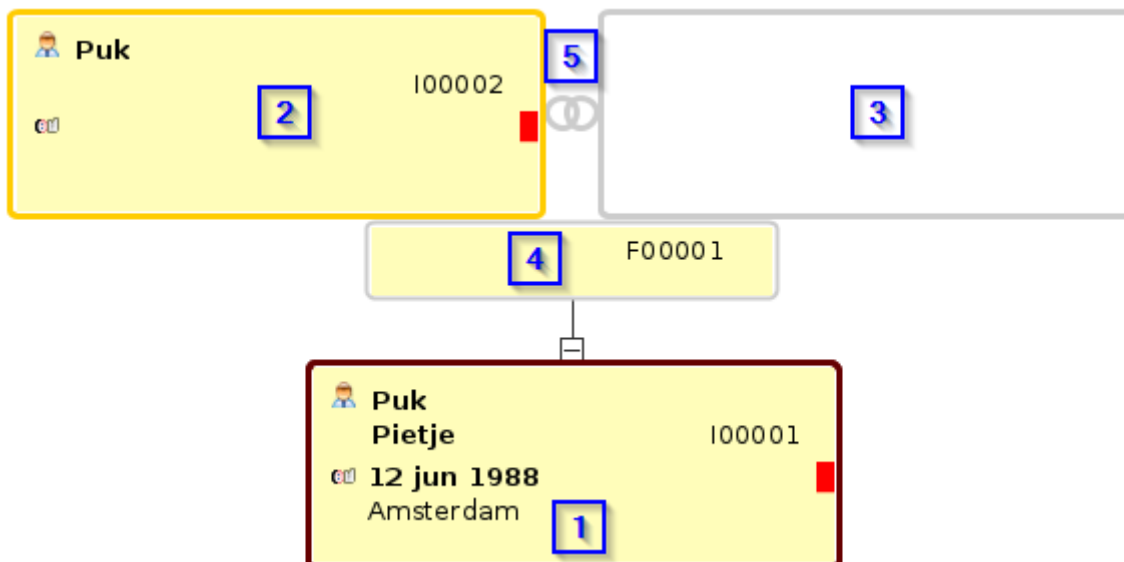 Puk
5
I00002
2
3
4
F00001
Puk
Pietje
I00001
12 jun 1988
Amsterdam
1